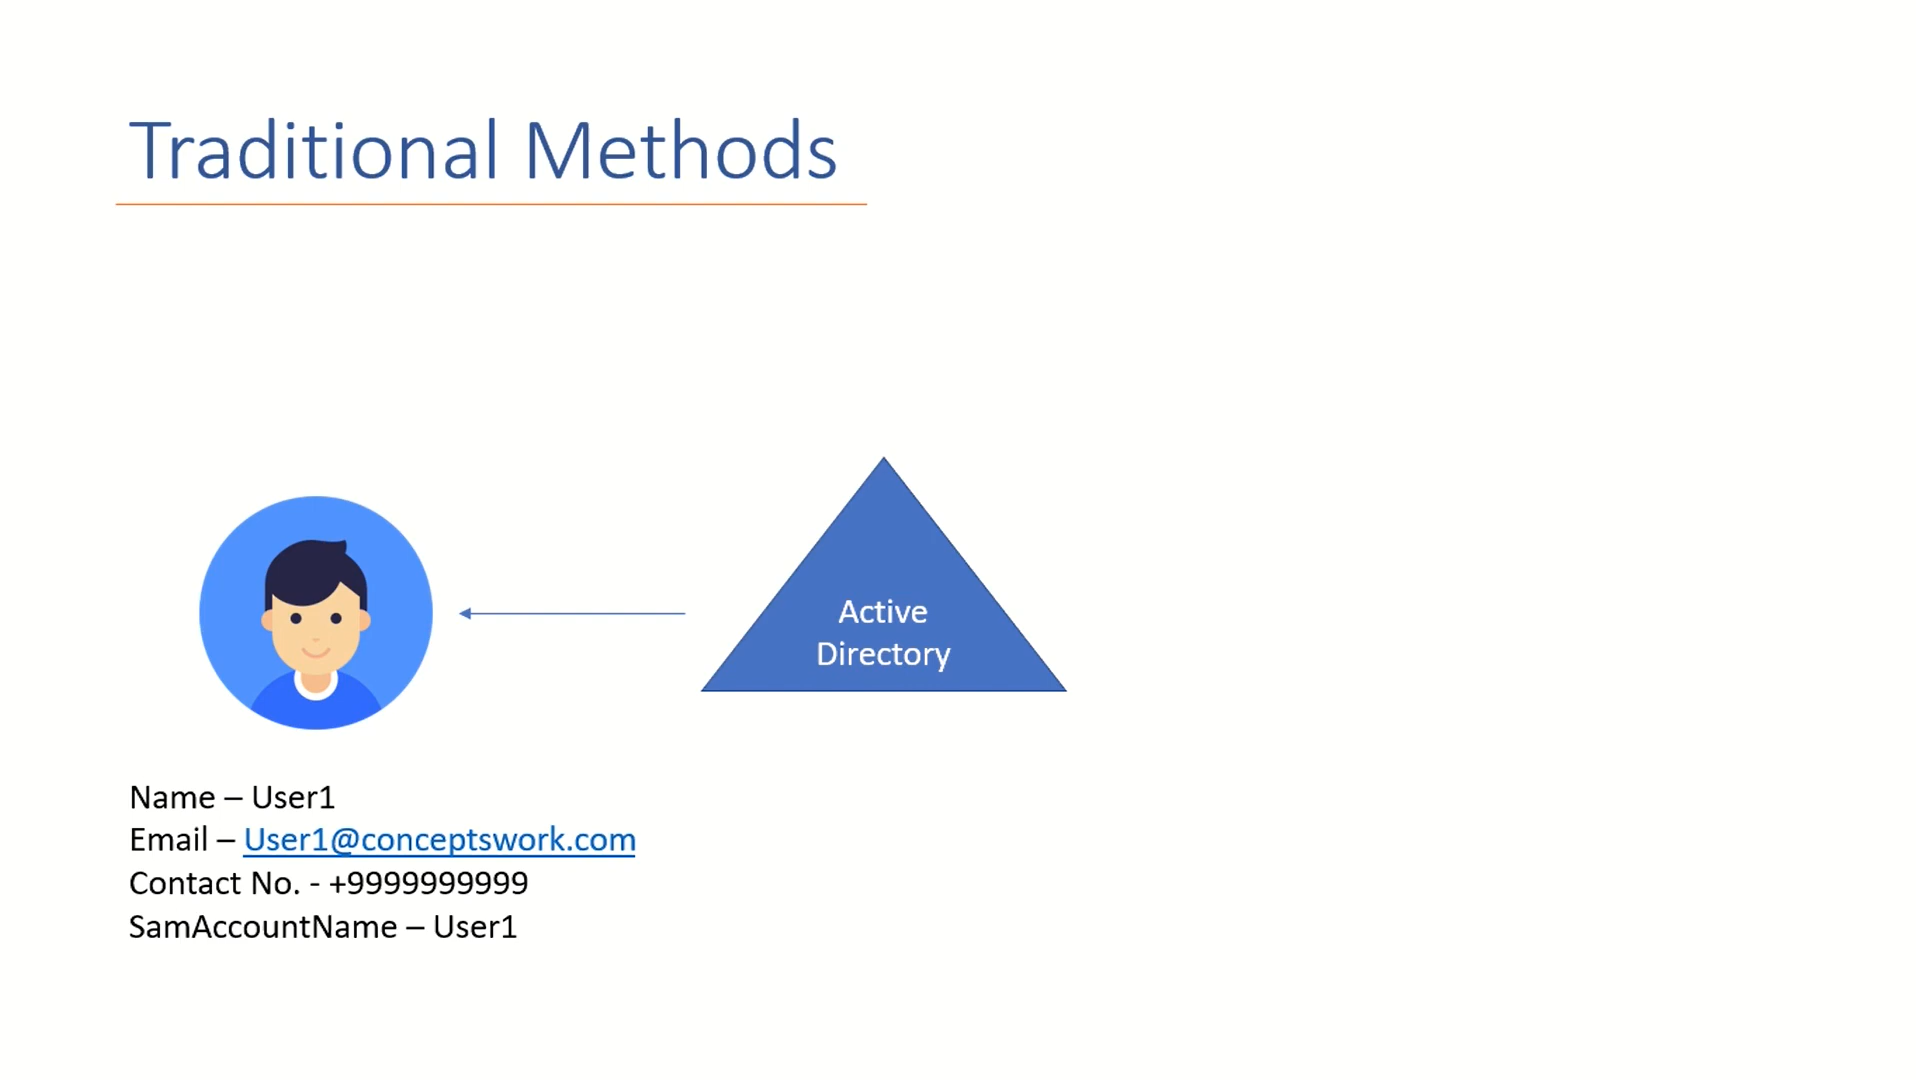 Traditional Methods
Active
Directory
Name – User1
Email – User1@conceptswork.com
Contact No. - +9999999999
SamAccountName – User1